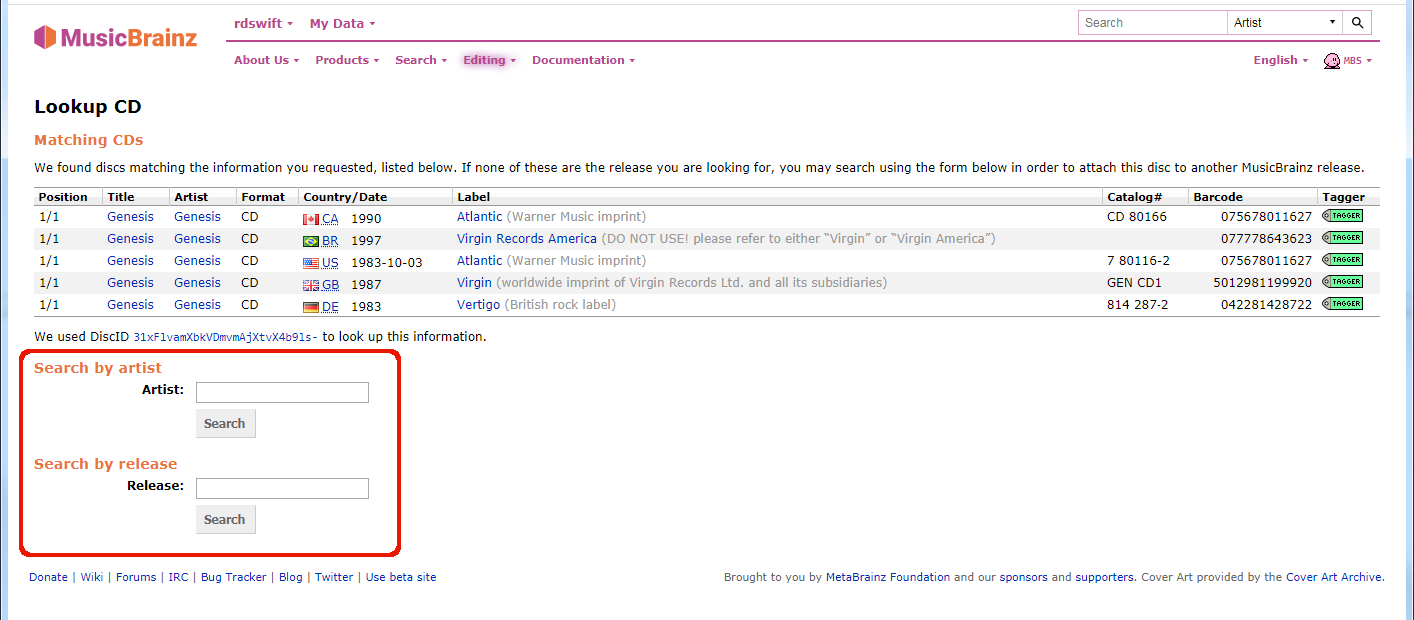 MusicBrainz
rdswift My Data
Search Artist
About Us Products Search Editing Documentation
English MBS
Lookup CD
Matching CDs
We found discs matching the information you requested, listed below. If none of these are the release you are looking for, you may search using the form below in order to attach this disc to another MusicBrainz release.
Position Title Artist Format Country/Date Label Catalog# Barcode Tagger
1/1 Genesis Genesis CD CA 1990 Atlantic (Warner Music imprint) CD 80166 075678011627 TAGGER
1/1 Genesis Genesis CD BR 1997 Virgin Records America (DO NOT USE! please refer to either “Virgin” or “Virgin America”) 077778643623 TAGGER
1/1 Genesis Genesis CD US 1983-10-03 Atlantic (Warner Music imprint) 7 80116-2 075678011627 TAGGER
1/1 Genesis Genesis CD GB 1987 Virgin (worldwide imprint of Virgin Records Ltd. and all its subsidiaries) GEN CD1 5012981199920 TAGGER
1/1 Genesis Genesis CD DE 1983 Vertigo (British rock label) 814 287-2 042281428722 TAGGER
We used DiscID 31xFlvamXbkVDmvmAjXtvX4b9ls- to look up this information.
Search by artist
Artist:
Search
Search by release
Release:
Search
Donate | Wiki | Forums | IRC | Bug Tracker | Blog | Twitter | Use beta site
Brought to you by MetaBrainz Foundation and our sponsors and supporters. Cover Art provided by the Cover Art Archive.